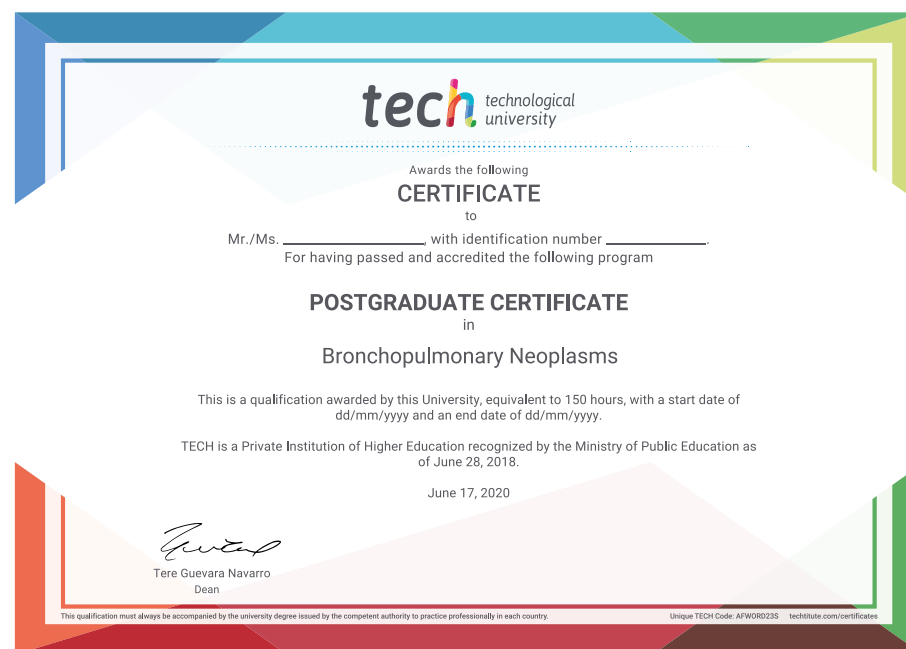 tech technological
university
Awards the following
CERTIFICATE
to
Mr./Ms. ____________________, with identification number ______________.
For having passed and accredited the following program
POSTGRADUATE CERTIFICATE
in
Bronchopulmonary Neoplasms
This is a qualification awarded by this University, equivalent to 150 hours, with a start date of
dd/mm/yyyy and an end date of dd/mm/yyyy.
TECH is a Private Institution of Higher Education recognized by the Ministry of Public Education as
of June 28, 2018.
June 17, 2020
Tere Guevara Navarro
Dean
This qualification must always be accompanied by the university degree issued by the competent authority to practice professionally in each country.
Unique TECH Code: AFWORD23S techtitute.com/certificates